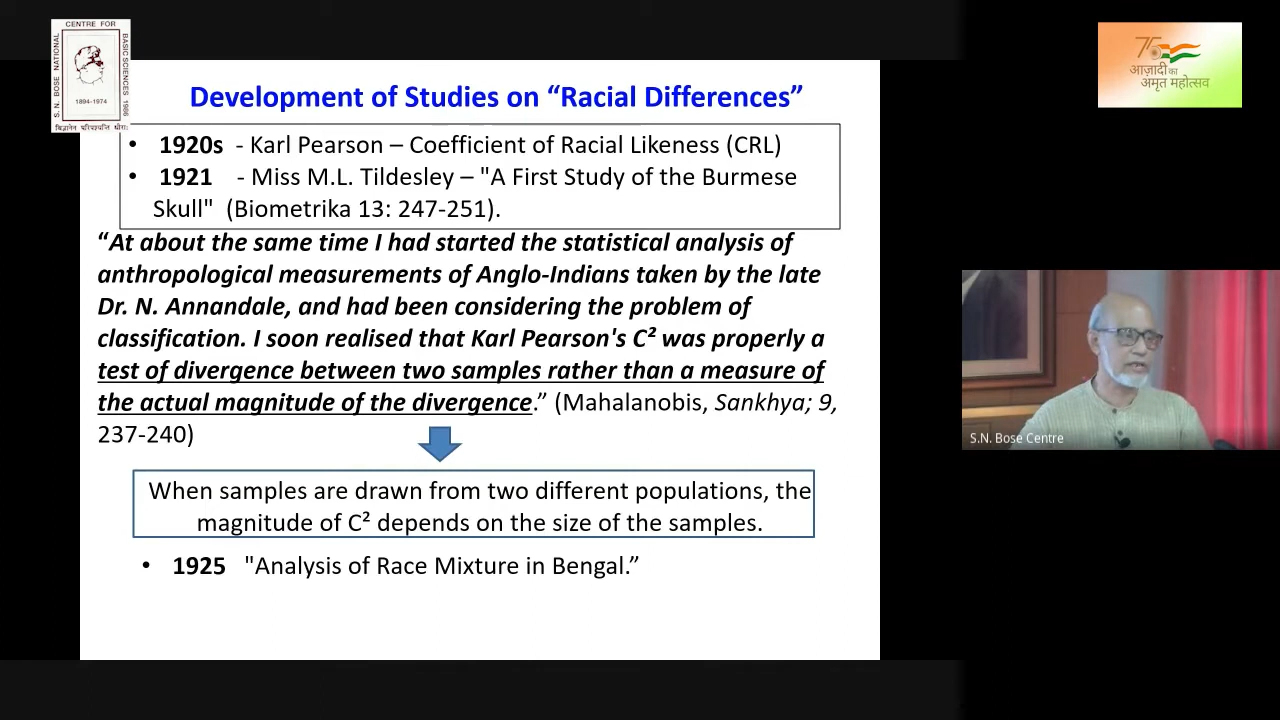 CENTRE FOR
S. N. BOSE NATIONAL
BASIC SCIENCES 1986
1894-1974
75
आज़ादी का
अमृत महोत्सव
Development of Studies on “Racial Differences”
• 1920s - Karl Pearson – Coefficient of Racial Likeness (CRL)
• 1921 - Miss M.L. Tildesley – "A First Study of the Burmese
Skull" (Biometrika 13: 247-251).
“At about the same time I had started the statistical analysis of
anthropological measurements of Anglo-Indians taken by the late
Dr. N. Annandale, and had been considering the problem of
classification. I soon realised that Karl Pearson's C² was properly a
test of divergence between two samples rather than a measure of
the actual magnitude of the divergence.” (Mahalanobis, Sankhya; 9,
237-240)
When samples are drawn from two different populations, the
magnitude of C² depends on the size of the samples.
• 1925 "Analysis of Race Mixture in Bengal.”
S.N. Bose Centre